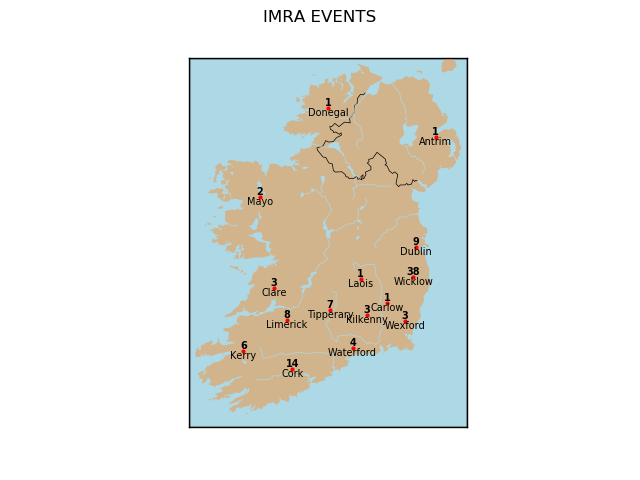 IMRA EVENTS
1
Donegal
1
Antrim
2
Mayo
9
Dublin
38
Wicklow
1
Laois
3
Clare
1
Carlow
7
Tipperary
3
Kilkenny
3
Wexford
8
Limerick
4
Waterford
6
Kerry
14
Cork